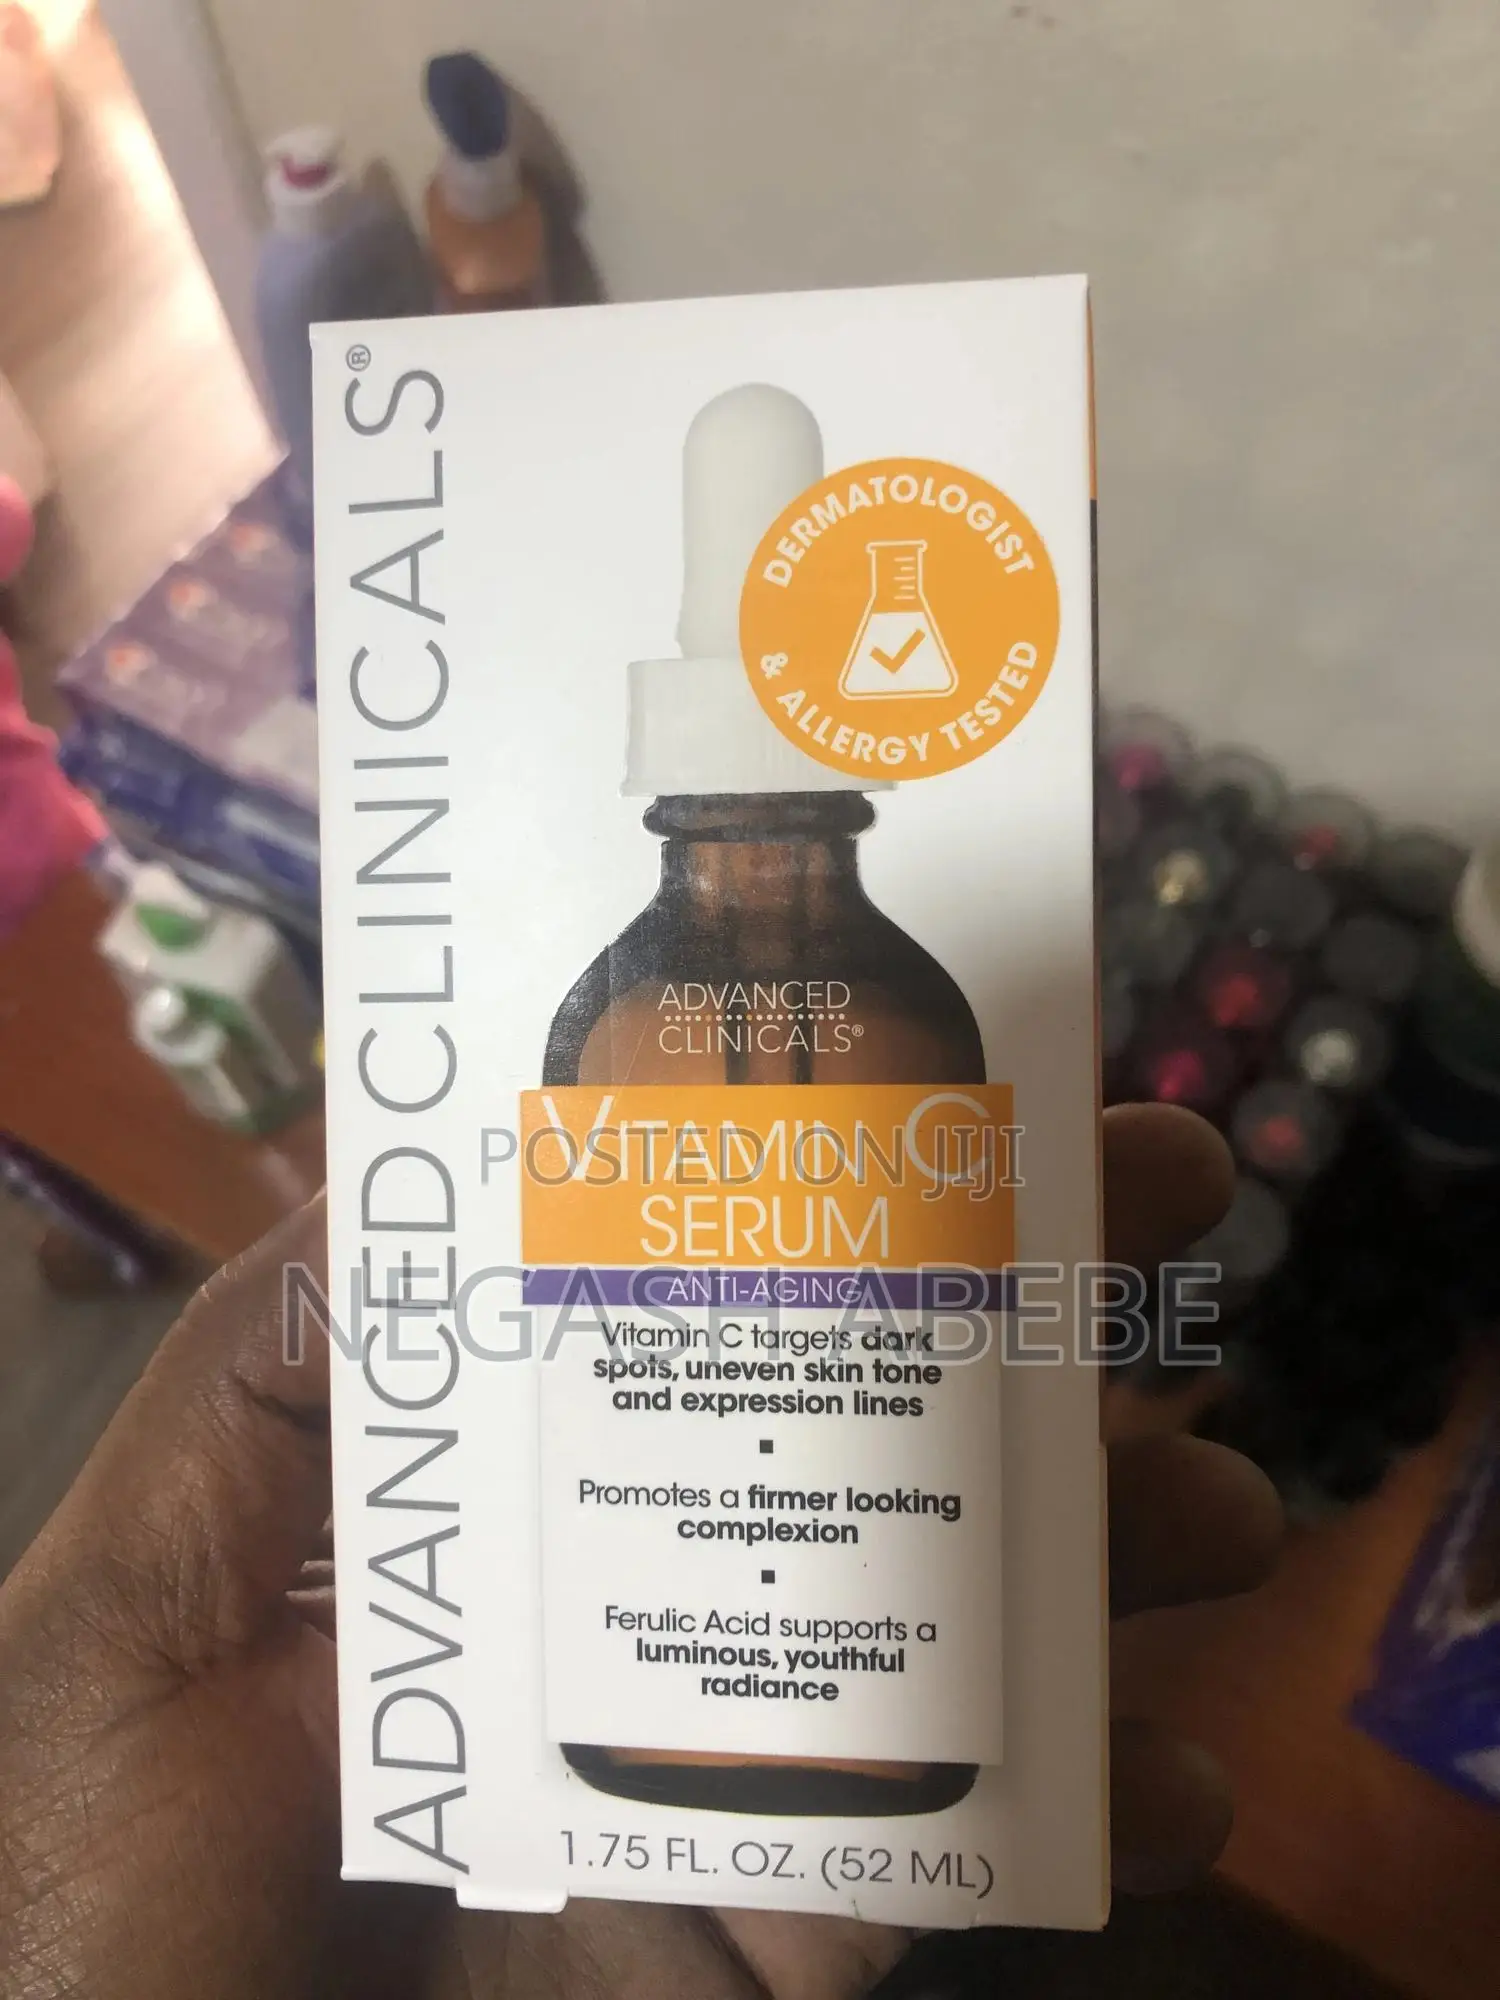 ADVANCED CLINICALS®
DERMATOLOGIST
& ALLERGY TESTED
ADVANCED
CLINICALS®
VITAMIN C
SERUM
ANTI-AGING
Vitamin C targets dark
spots, uneven skin tone
and expression lines
Promotes a firmer looking
complexion
Ferulic Acid supports a
luminous, youthful
radiance
1.75 FL. OZ. (52 ML)
POSTED ON JIJI
NEGASH ABEBE